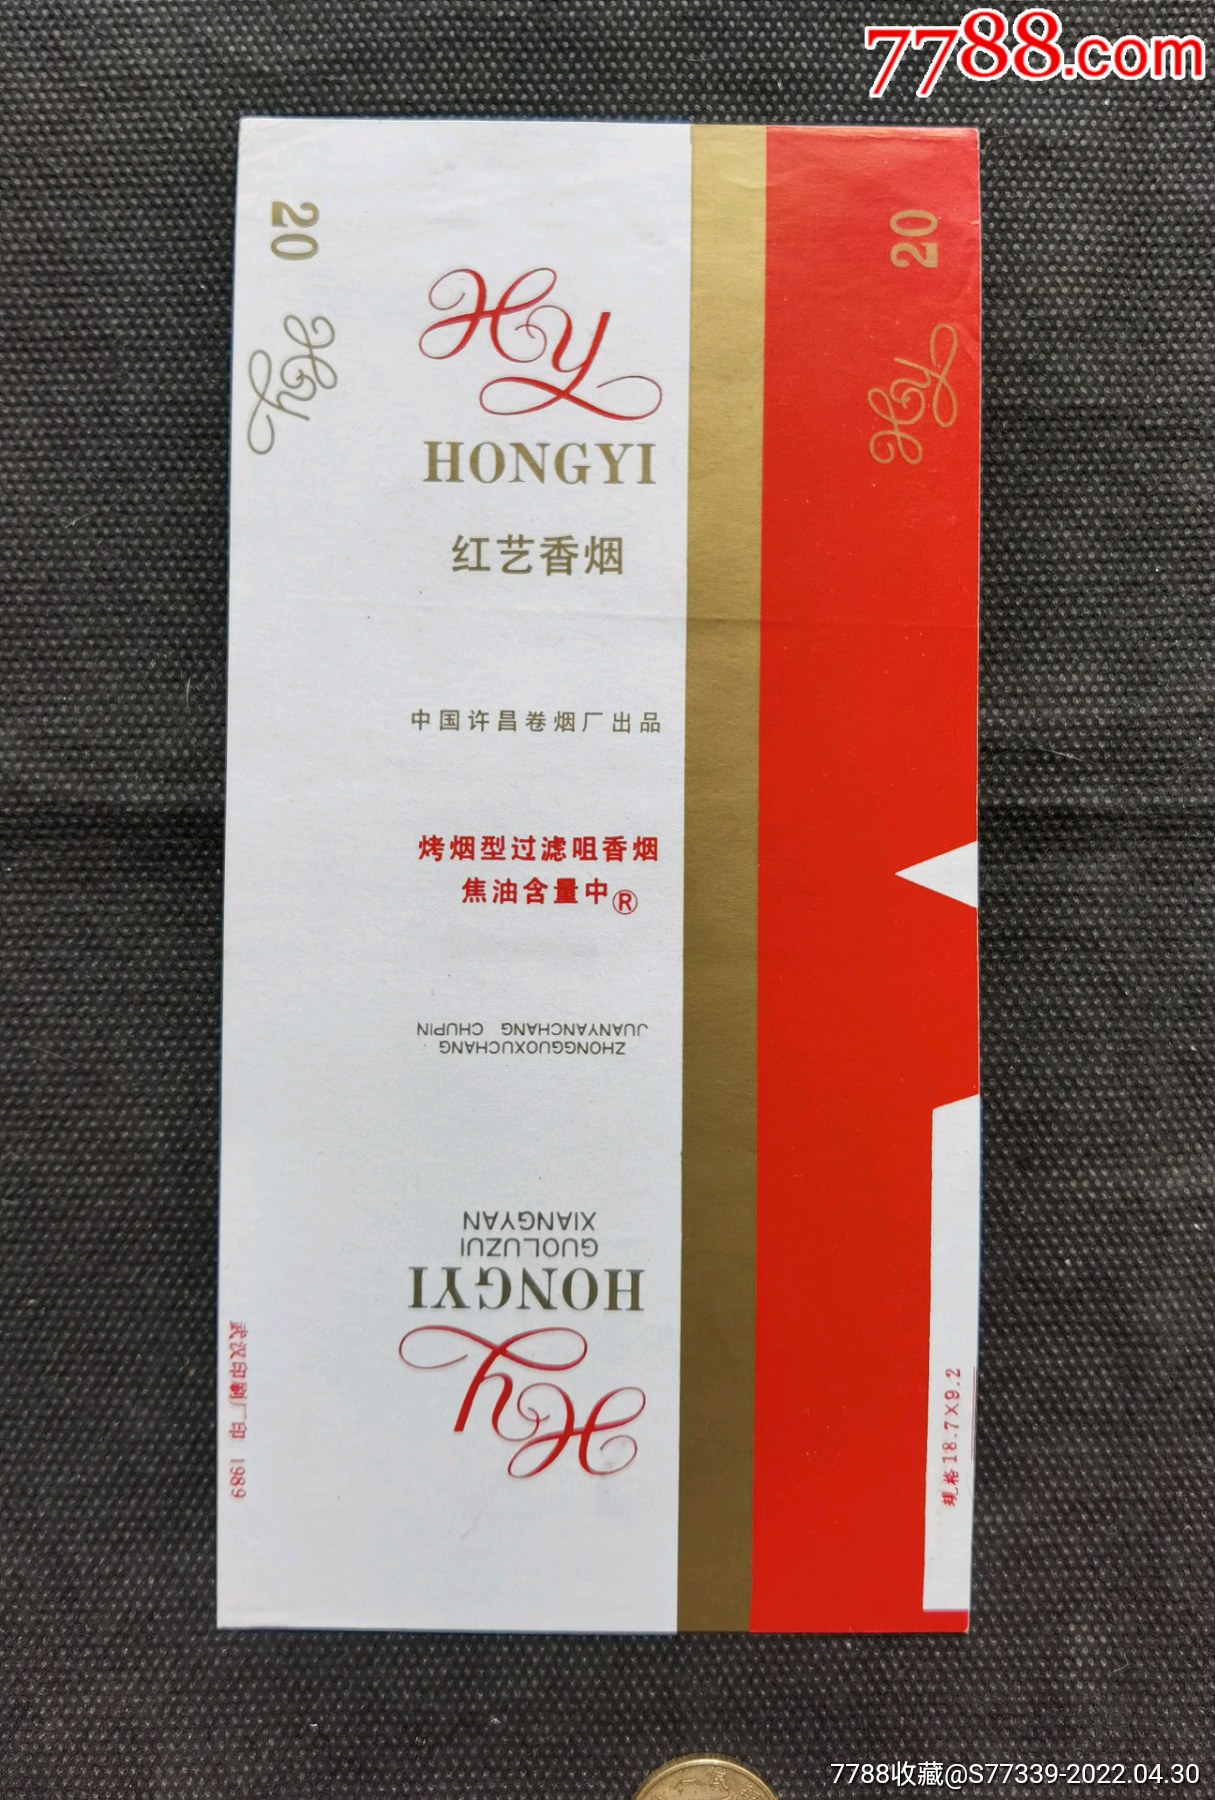 7788.com
20
Hy
20
Hy
Hy
HONGYI
红艺香烟
中国许昌卷烟厂出品
烤烟型过滤咀香烟
焦油含量中®
ZHONGGUOXUCHANG
JUANYANCHANG CHUPIN
Hy
HONGYI
GUOLUZUI
XIANGYAN
武汉印刷厂印 1989
规格18.7×9.2
7788收藏@S77339-2022.04.30